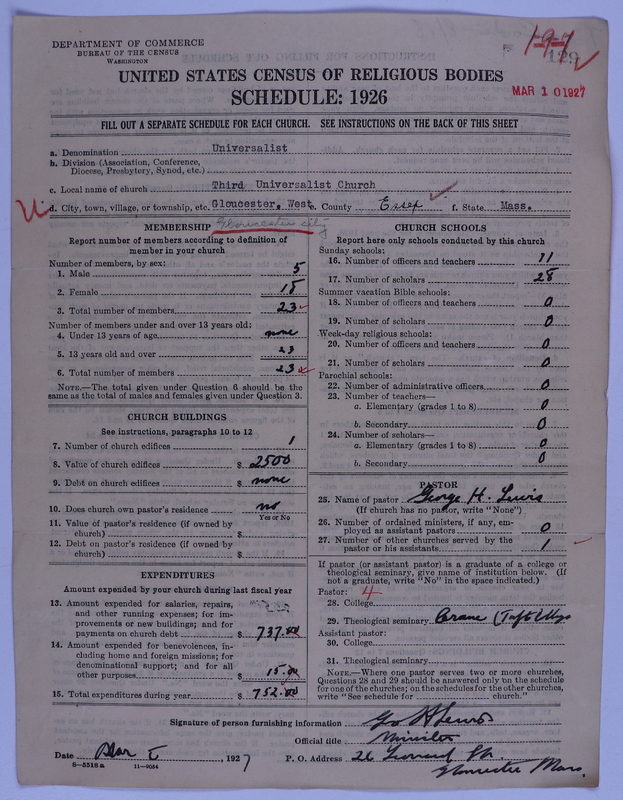 DEPARTMENT OF COMMERCE
BUREAU OF THE CENSUS
WASHINGTON
1-9-7
129
UNITED STATES CENSUS OF RELIGIOUS BODIES
SCHEDULE: 1926
MAR 10 1927
FILL OUT A SEPARATE SCHEDULE FOR EACH CHURCH. SEE INSTRUCTIONS ON THE BACK OF THIS SHEET
a. Denomination Universalist
b. Division (Association, Conference, Diocese, Presbytery, Synod, etc.)
c. Local name of church Third Universalist Church
d. City, town, village, or township, etc. Gloucester, West e. County Essex f. State Mass.
Gloucester city
MEMBERSHIP
Report number of members according to definition of member in your church
Number of members, by sex:
1. Male 5
2. Female 18
3. Total number of members 23
Number of members under and over 13 years old:
4. Under 13 years of age none
5. 13 years old and over 23
6. Total number of members 23
NOTE.—The total given under Question 6 should be the same as the total of males and females given under Question 3.
CHURCH BUILDINGS
See instructions, paragraphs 10 to 12
7. Number of church edifices 1
8. Value of church edifices $ 2500
9. Debt on church edifices $ none
10. Does church own pastor's residence no
Yes or No
11. Value of pastor's residence (if owned by church) $
12. Debt on pastor's residence (if owned by church) $
EXPENDITURES
Amount expended by your church during last fiscal year
13. Amount expended for salaries, repairs, and other running expenses; for improvements or new buildings; and for payments on church debt $ 737.00
14. Amount expended for benevolences, including home and foreign missions; for denominational support; and for all other purposes $ 15.00
15. Total expenditures during year $ 752.00
CHURCH SCHOOLS
Report here only schools conducted by this church
Sunday schools:
16. Number of officers and teachers 11
17. Number of scholars 28
Summer vacation Bible schools:
18. Number of officers and teachers 0
19. Number of scholars 0
Week-day religious schools:
20. Number of officers and teachers 0
21. Number of scholars 0
Parochial schools:
22. Number of administrative officers 0
23. Number of teachers—
a. Elementary (grades 1 to 8) 0
b. Secondary 0
24. Number of scholars—
a. Elementary (grades 1 to 8) 0
b. Secondary 0
PASTOR
25. Name of pastor George H. Lewis
(If church has no pastor, write "None")
26. Number of ordained ministers, if any, employed as assistant pastors 0
27. Number of other churches served by the pastor or his assistants 1
If pastor (or assistant pastor) is a graduate of a college or theological seminary, give name of institution below. (If not a graduate, write "No" in the space indicated.)
Pastor: 4
28. College
29. Theological seminary Crane (Tufts
Assistant pastor:
30. College
31. Theological seminary
NOTE.—Where one pastor serves two or more churches, Questions 28 and 29 should be answered only on the schedule for one of the churches; on the schedules for the other churches, write "See schedule for church."
Signature of person furnishing information Geo H Lewis
Official title Minister
Date Mar , 1927
P. O. Address 26
Gloucester Mass.
8-5518a 11-9034